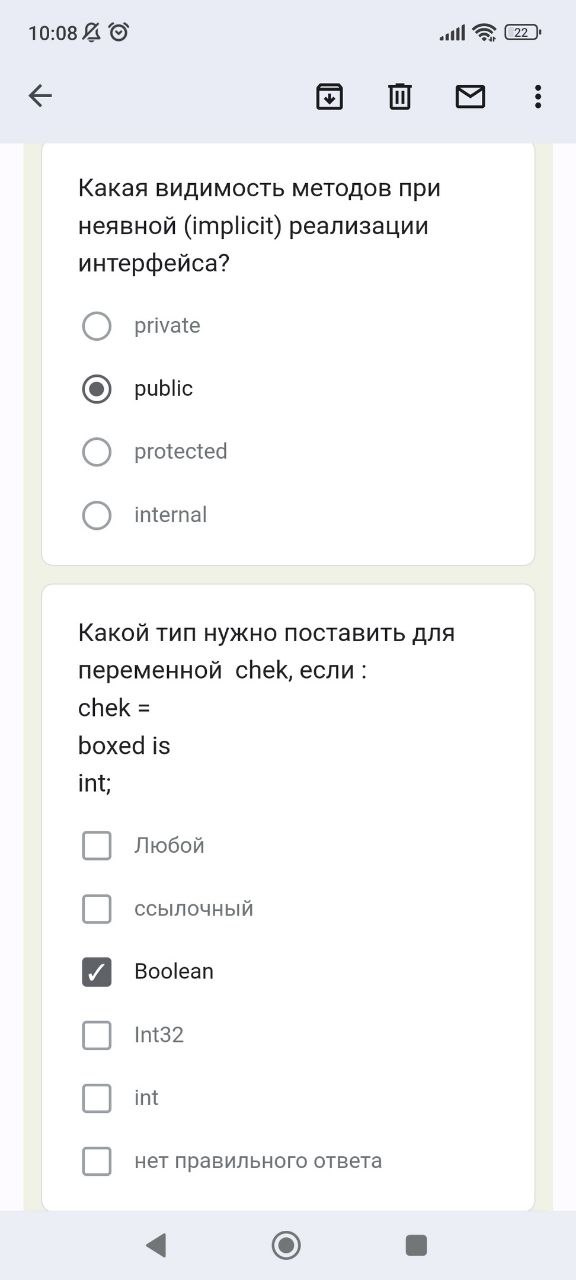 10:08
22
Какая видимость методов при
неявной (implicit) реализации
интерфейса?
private
public
protected
internal
Какой тип нужно поставить для
переменной  chek, если :
chek =
boxed is
int;
Любой
ссылочный
Boolean
Int32
int
нет правильного ответа